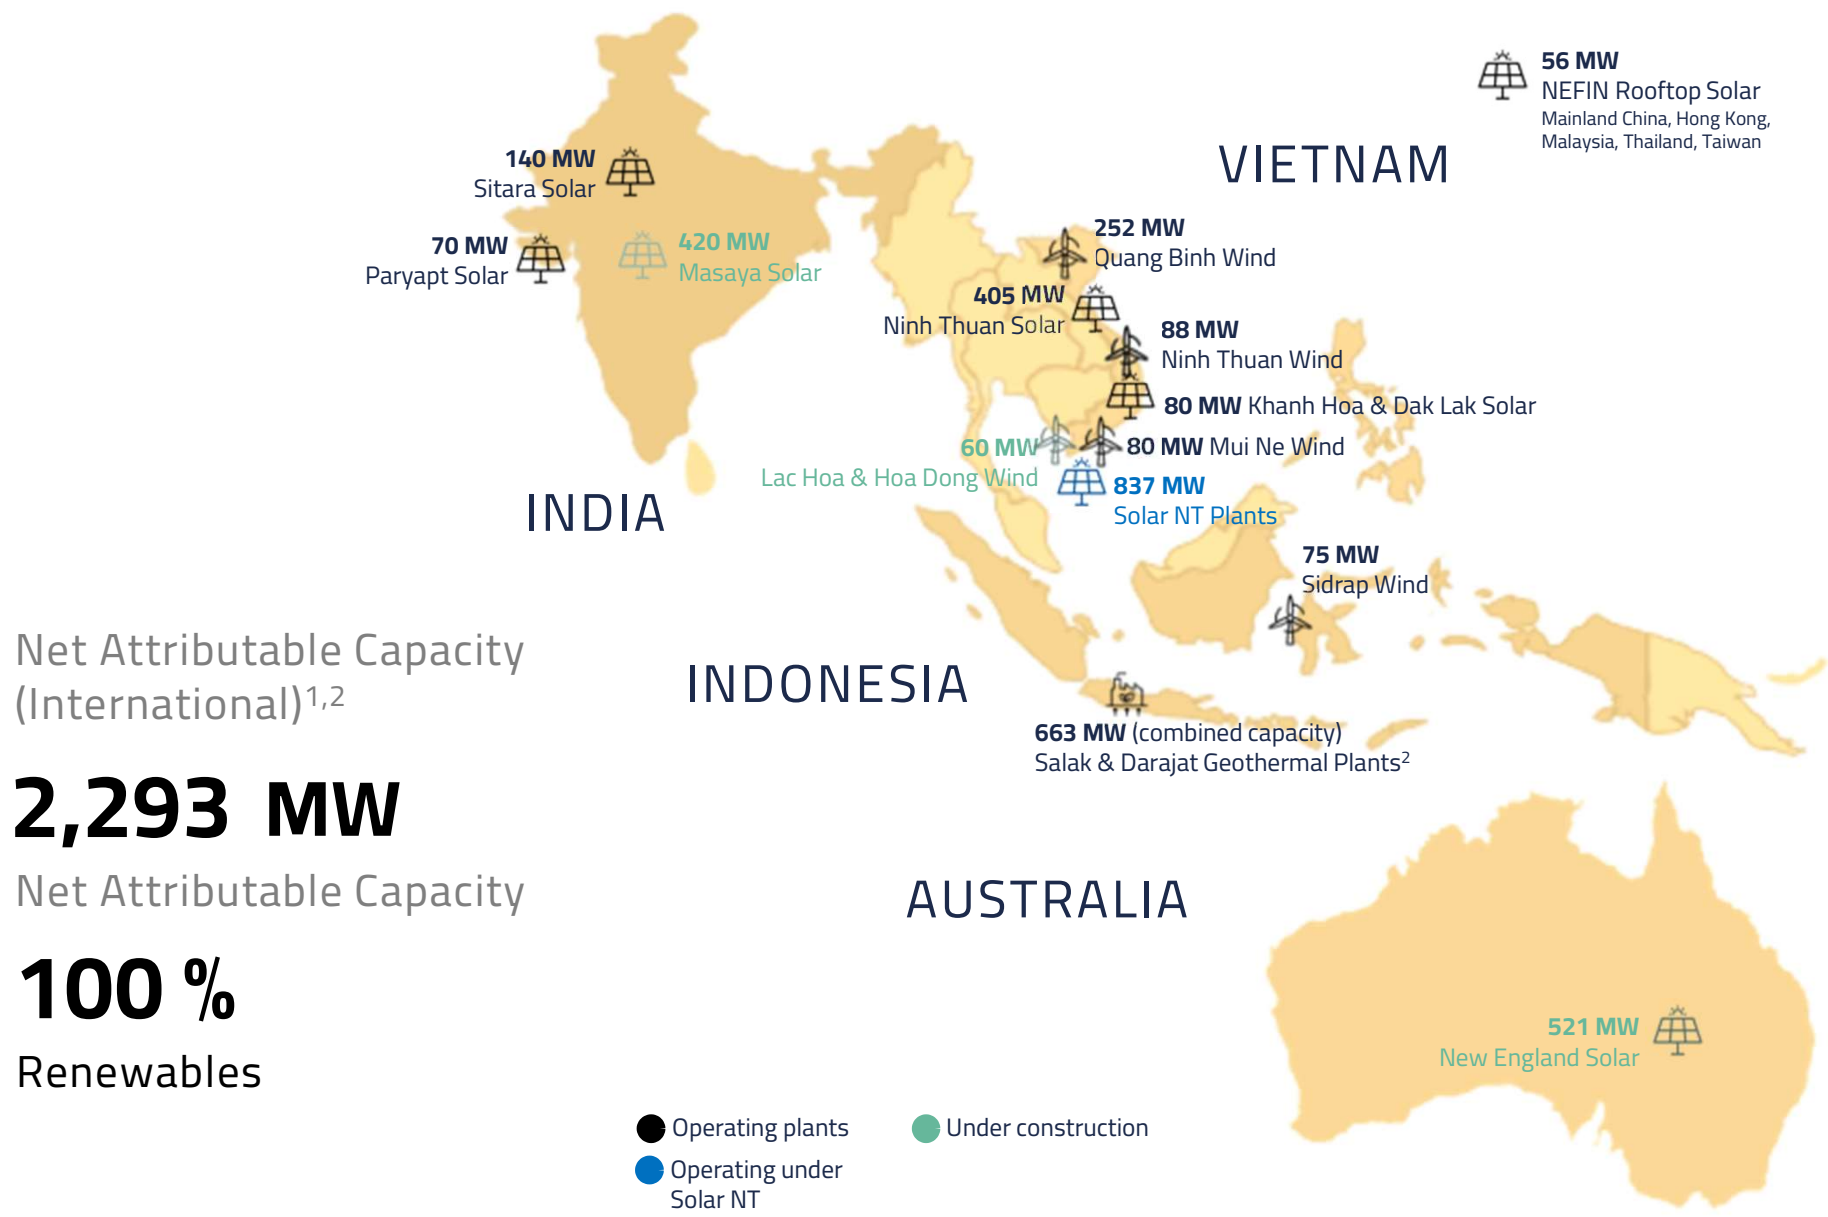 56 MW
NEFIN Rooftop Solar
Mainland China, Hong Kong,
Malaysia, Thailand, Taiwan
VIETNAM
140 MW
Sitara Solar
70 MW
Paryapt Solar
420 MW
Masaya Solar
252 MW
Quang Binh Wind
405 MW
Ninh Thuan Solar
88 MW
Ninh Thuan Wind
80 MW Khanh Hoa & Dak Lak Solar
60 MW
Lac Hoa & Hoa Dong Wind
80 MW Mui Ne Wind
837 MW
Solar NT Plants
INDIA
75 MW
Sidrap Wind
INDONESIA
663 MW (combined capacity)
Salak & Darajat Geothermal Plants²
Net Attributable Capacity
(International)¹,²
2,293 MW
Net Attributable Capacity
100 %
Renewables
AUSTRALIA
521 MW
New England Solar
Operating plants
Under construction
Operating under
Solar NT